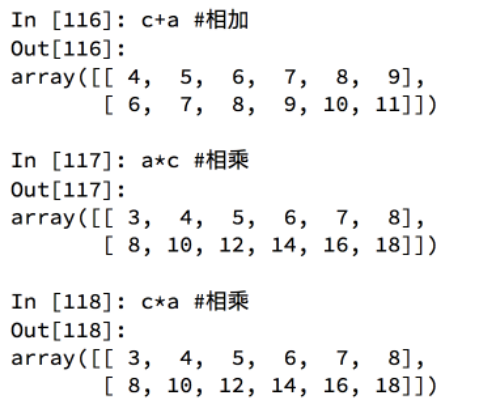 In [116]: c+a #相加
Out[116]:
array([[ 4,  5,  6,  7,  8,  9],
       [ 6,  7,  8,  9, 10, 11]])
In [117]: a*c #相乘
Out[117]:
array([[ 3,  4,  5,  6,  7,  8],
       [ 8, 10, 12, 14, 16, 18]])
In [118]: c*a #相乘
Out[118]:
array([[ 3,  4,  5,  6,  7,  8],
       [ 8, 10, 12, 14, 16, 18]])